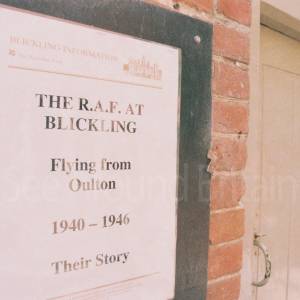 BLICKLING INFORMATION
THE R.A.F. AT
BLICKLING
Flying from
Oulton
1940 – 1946
Their Story